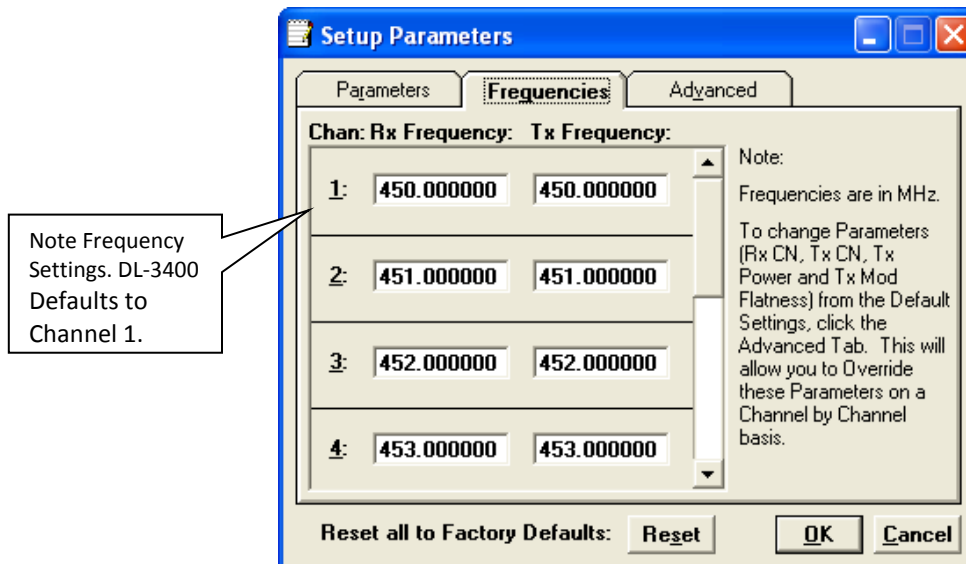 Setup Parameters
Parameters
Frequencies
Advanced
Chan: Rx Frequency: Tx Frequency:
1: 450.000000 450.000000
2: 451.000000 451.000000
3: 452.000000 452.000000
4: 453.000000 453.000000
Note:
Frequencies are in MHz.
To change Parameters
(Rx CN, Tx CN, Tx
Power and Tx Mod
Flatness) from the Default
Settings, click the
Advanced Tab. This will
allow you to Override
these Parameters on a
Channel by Channel
basis.
Note Frequency
Settings. DL-3400
Defaults to
Channel 1.
Reset all to Factory Defaults: Reset OK Cancel